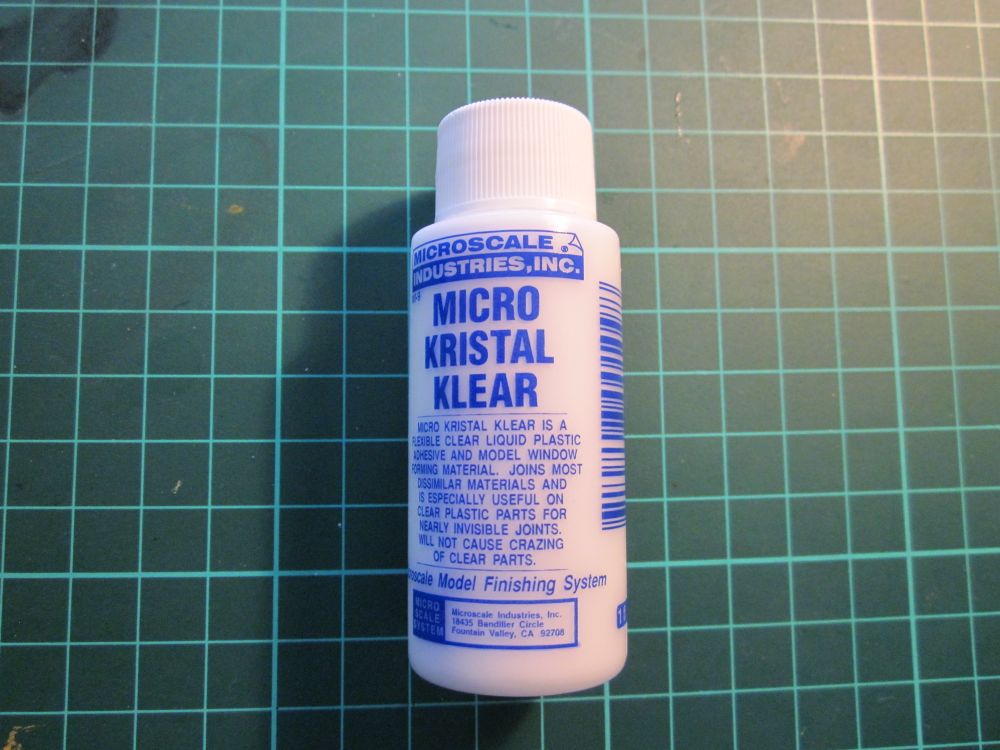 MICROSCALE ®
INDUSTRIES, INC.
MI-9
MICRO
KRISTAL
KLEAR
MICRO KRISTAL KLEAR IS A
FLEXIBLE CLEAR LIQUID PLASTIC
ADHESIVE AND MODEL WINDOW
FORMING MATERIAL. JOINS MOST
DISSIMILAR MATERIALS AND
IS ESPECIALLY USEFUL ON
CLEAR PLASTIC PARTS FOR
NEARLY INVISIBLE JOINTS.
WILL NOT CAUSE CRAZING
OF CLEAR PARTS.
Model Finishing System
MICRO
SCALE
SYSTEM
Microscale Industries, Inc.
18435 Bandilier Circle
Fountain Valley, CA 92708